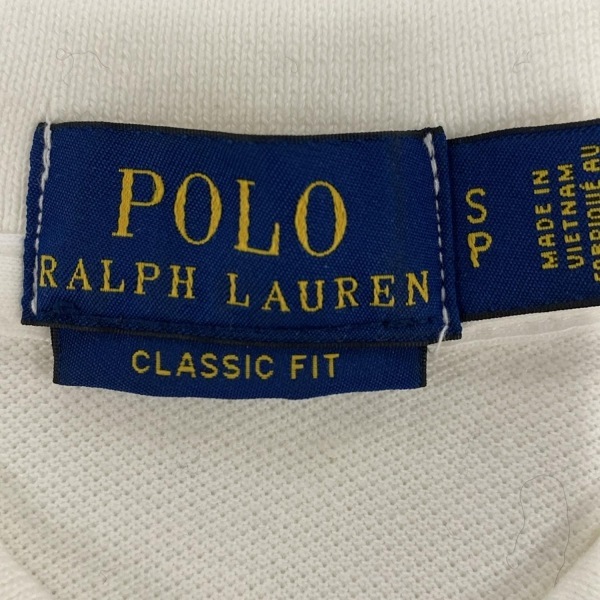 POLO
RALPH LAUREN
CLASSIC FIT
S
P
MADE IN
VIETNAM
FABRIQUÉ AU